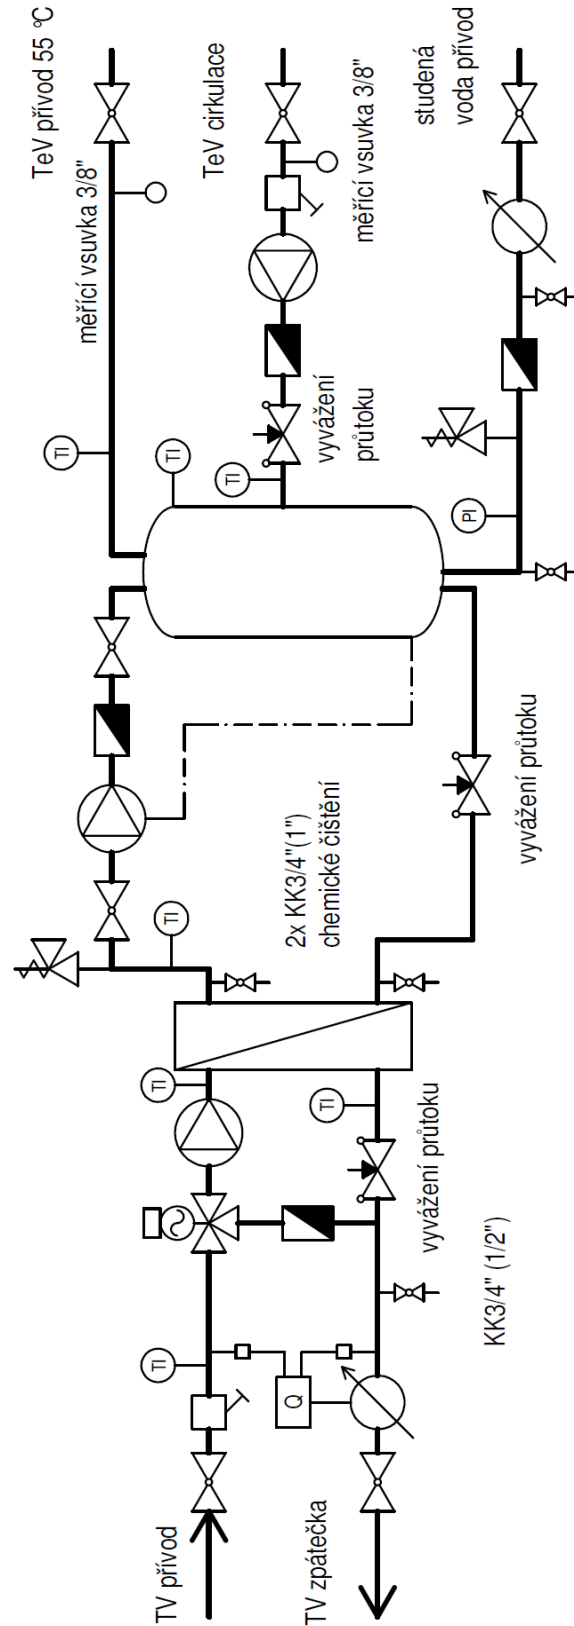 TeV přívod 55 °C
měřící vsuvka 3/8"
TeV cirkulace
měřící vsuvka 3/8"
studená
voda přívod
TI
TI
TI
vyvážení
průtoku
PI
2x KK3/4"(1")
chemické čištění
vyvážení průtoku
TI
TI
TI
vyvážení průtoku
KK3/4" (1/2")
TI
Q
TV přívod
TV zpátečka